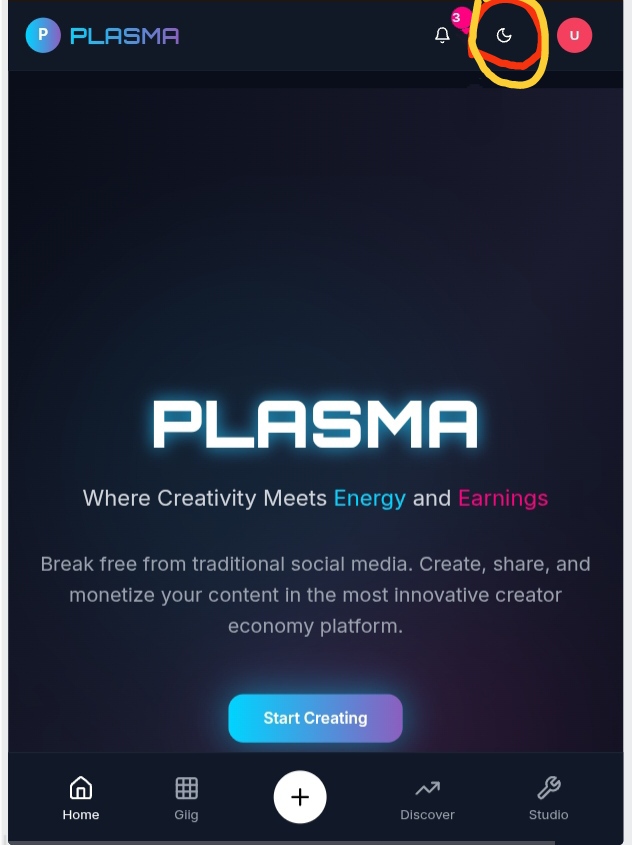 P PLASMA
3
U
PLASMA
Where Creativity Meets Energy and Earnings
Break free from traditional social media. Create, share, and
monetize your content in the most innovative creator
economy platform.
Start Creating
Home
Glig
Discover
Studio